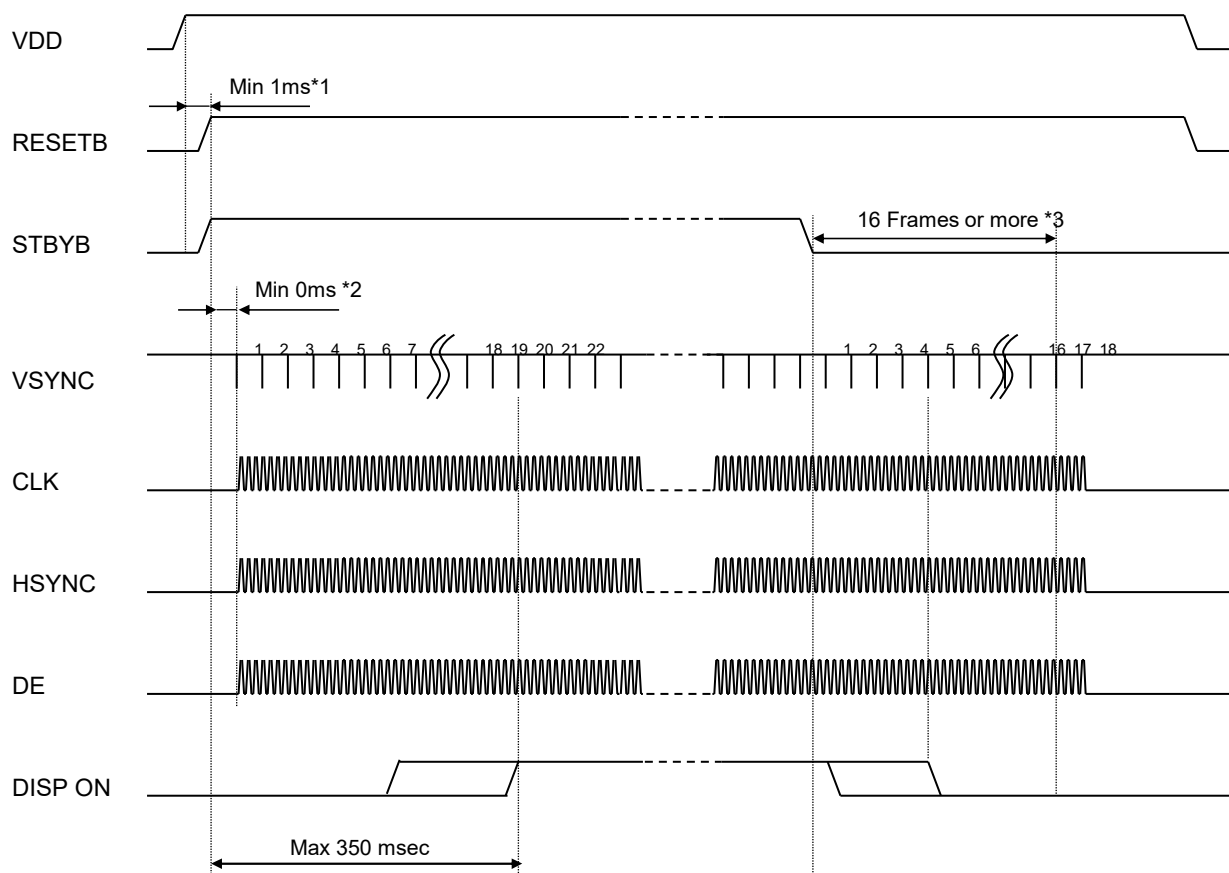 VDD
Min 1ms*1
RESETB
STBYB
16 Frames or more *3
Min 0ms *2
1 2 3 4 5 6 7 18 19 20 21 22 1 2 3 4 5 6 16 17 18
VSYNC
CLK
HSYNC
DE
DISP ON
Max 350 msec